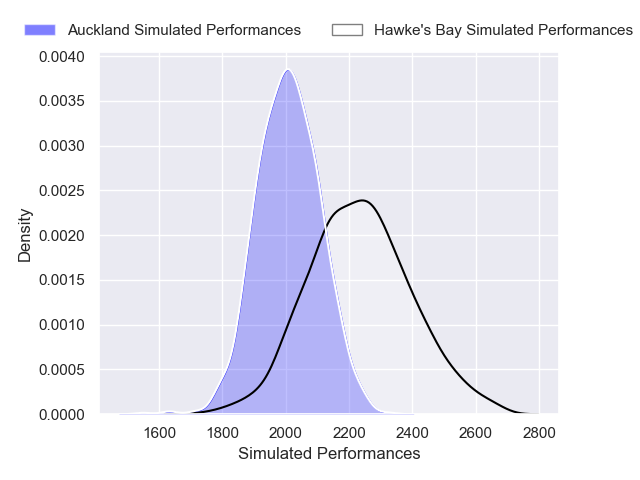 Auckland Simulated Performances
Hawke's Bay Simulated Performances
0.0040
0.0035
0.0030
0.0025
0.0020
0.0015
0.0010
0.0005
0.0000
Density
1600 1800 2000 2200 2400 2600 2800
Simulated Performances